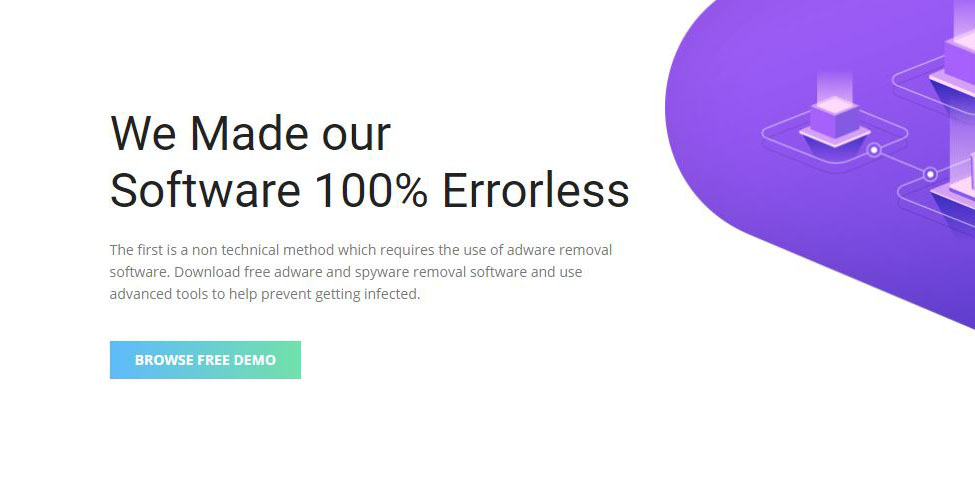 We Made our
Software 100% Errorless
The first is a non technical method which requires the use of adware removal
software. Download free adware and spyware removal software and use
advanced tools to help prevent getting infected.
BROWSE FREE DEMO